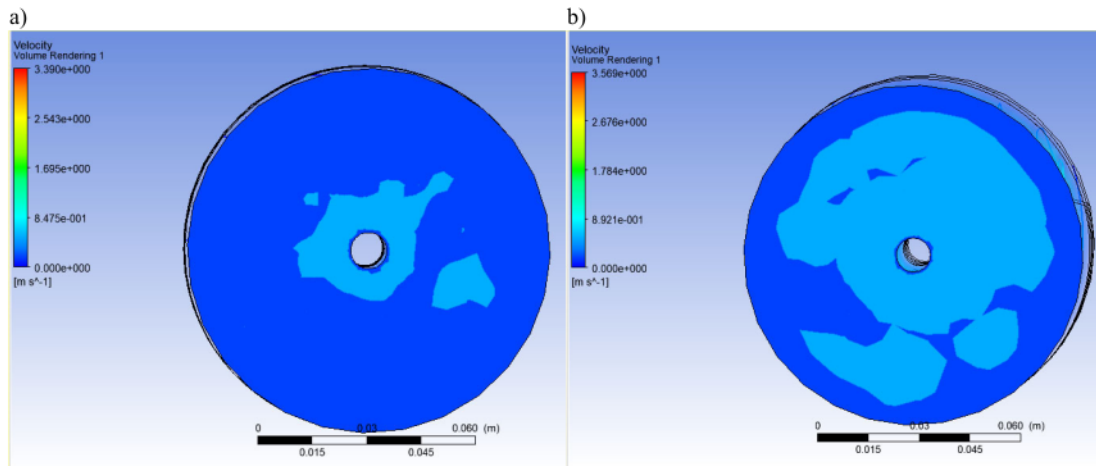 a)
Velocity
Volume Rendering 1
3.390e+000
2.543e+000
1.695e+000
8.475e-001
0.000e+000
[m s^-1]
0 0.03 0.060 (m)
0.015 0.045
b)
Velocity
Volume Rendering 1
3.569e+000
2.676e+000
1.784e+000
8.921e-001
0.000e+000
[m s^-1]
0 0.03 0.060 (m)
0.015 0.045